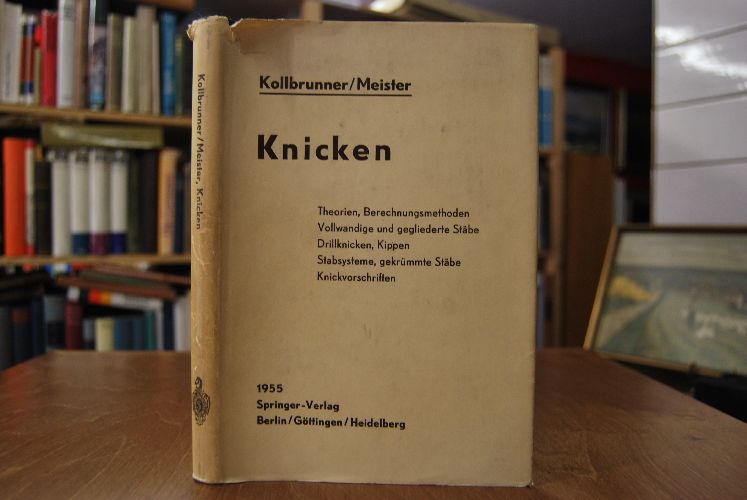 Kollbrunner/Meister, Knicken
Kollbrunner/Meister
Knicken
Theorien, Berechnungsmethoden
Vollwandige und gegliederte Stäbe
Drillknicken, Kippen
Stabsysteme, gekrümmte Stäbe
Knickvorschriften
1955
Springer-Verlag
Berlin/Göttingen/Heidelberg